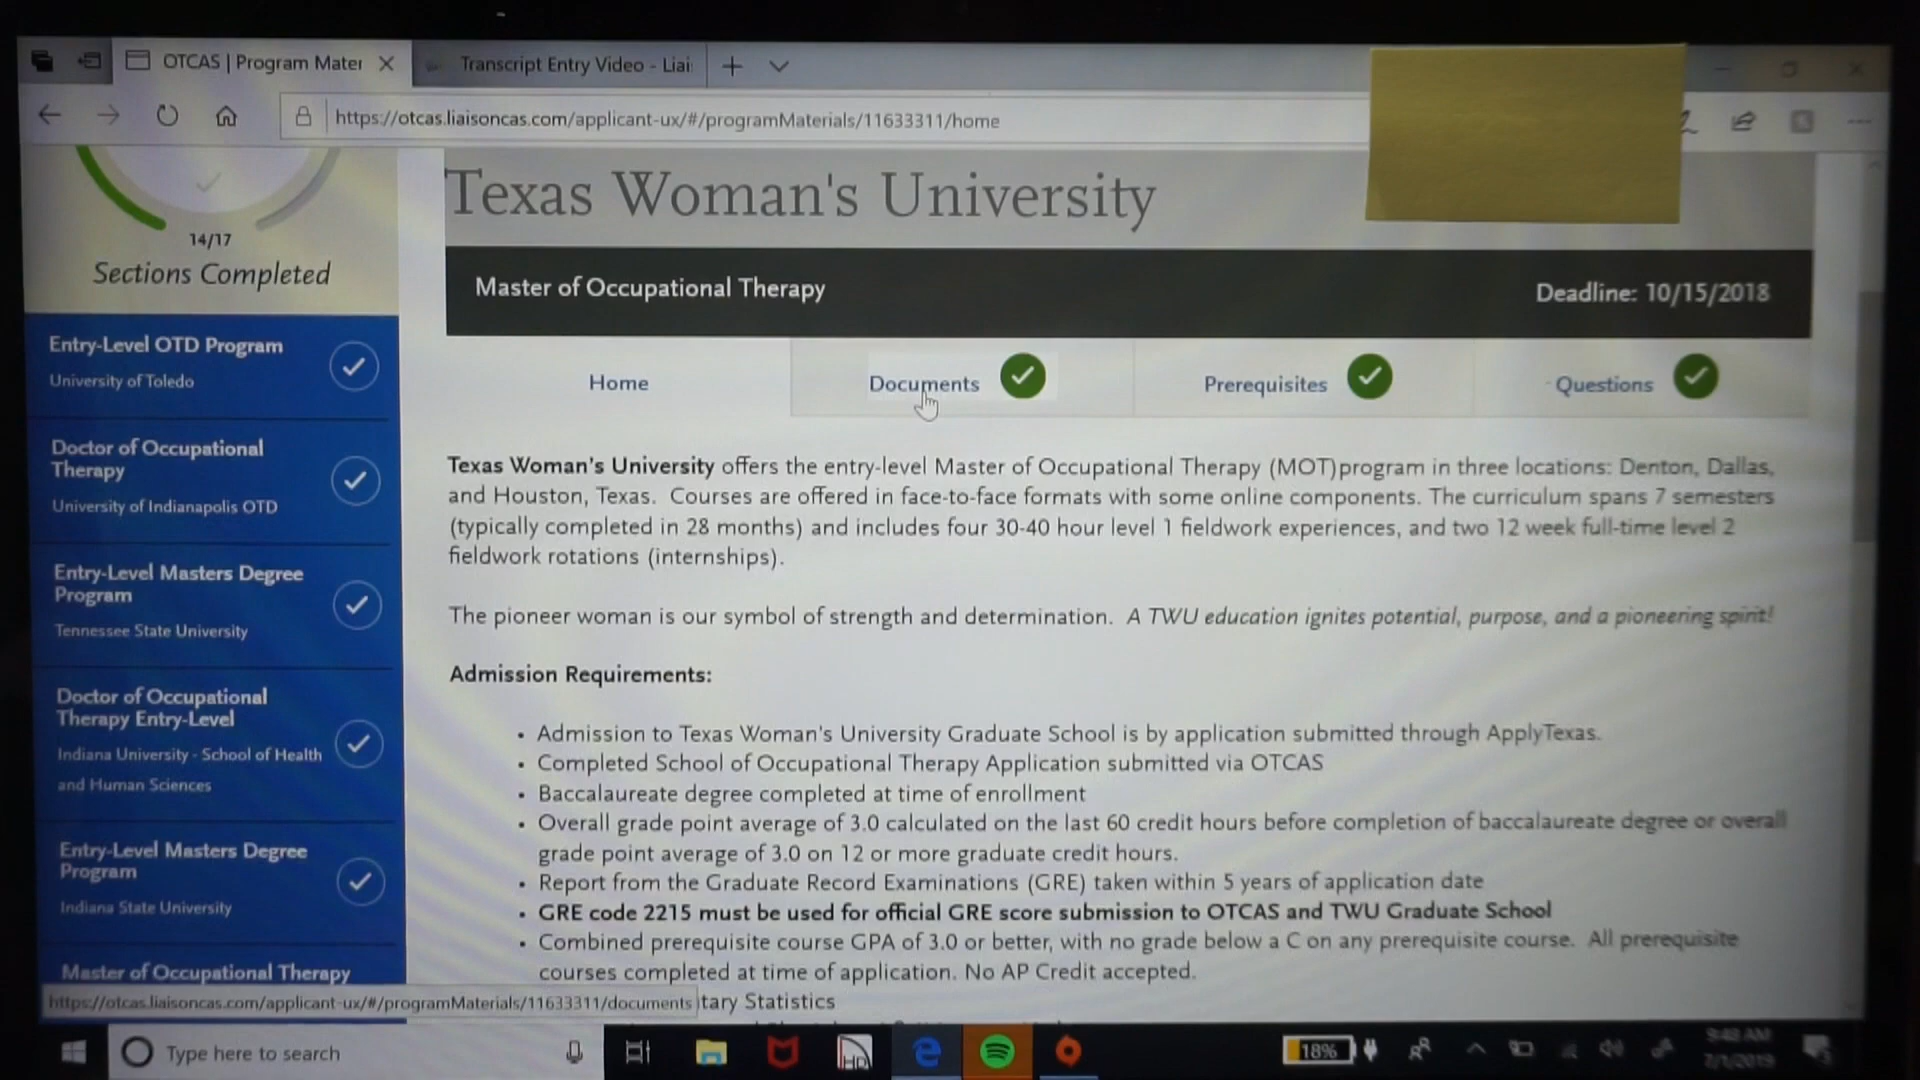 OTCAS | Program Mater
Transcript Entry Video - Liai
https://otcas.liaisoncas.com/applicant-ux/#/programMaterials/11633311/home
14/17
Sections Completed
Entry-Level OTD Program
University of Toledo
Doctor of Occupational
Therapy
University of Indianapolis OTD
Entry-Level Masters Degree
Program
Tennessee State University
Doctor of Occupational
Therapy Entry-Level
Indiana University - School of Health
and Human Sciences
Entry-Level Masters Degree
Program
Indiana State University
Master of Occupational Therapy
Texas Woman's University
Master of Occupational Therapy
Deadline: 10/15/2018
Home
Documents
Prerequisites
Questions
Texas Woman's University offers the entry-level Master of Occupational Therapy (MOT)program in three locations: Denton, Dallas,
and Houston, Texas. Courses are offered in face-to-face formats with some online components. The curriculum spans 7 semesters
(typically completed in 28 months) and includes four 30-40 hour level 1 fieldwork experiences, and two 12 week full-time level 2
fieldwork rotations (internships).
The pioneer woman is our symbol of strength and determination. A TWU education ignites potential, purpose, and a pioneering spirit!
Admission Requirements:
• Admission to Texas Woman's University Graduate School is by application submitted through ApplyTexas.
• Completed School of Occupational Therapy Application submitted via OTCAS
• Baccalaureate degree completed at time of enrollment
• Overall grade point average of 3.0 calculated on the last 60 credit hours before completion of baccalaureate degree or overall
grade point average of 3.0 on 12 or more graduate credit hours.
• Report from the Graduate Record Examinations (GRE) taken within 5 years of application date
• GRE code 2215 must be used for official GRE score submission to OTCAS and TWU Graduate School
• Combined prerequisite course GPA of 3.0 or better, with no grade below a C on any prerequisite course. All prerequisite
courses completed at time of application. No AP Credit accepted.
tary Statistics
https://otcas.liaisoncas.com/applicant-ux/#/programMaterials/11633311/documents
Type here to search
HD
18%
9:48 AM
7/1/2019